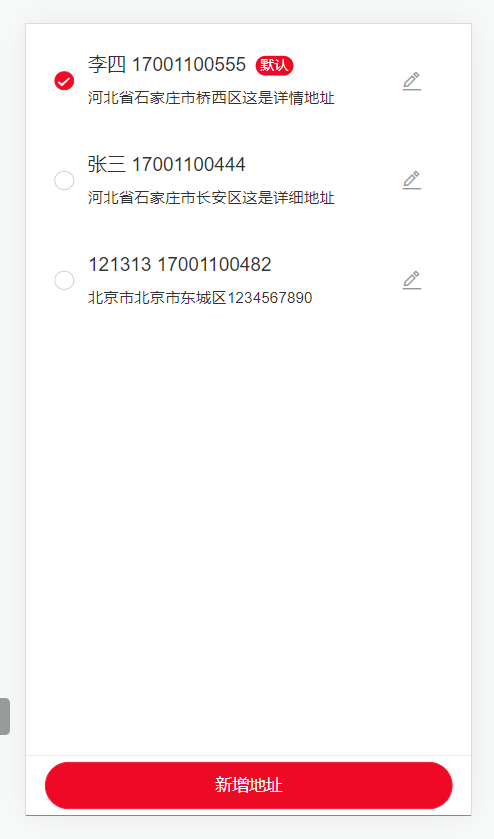 李四 17001100555 默认
河北省石家庄市桥西区这是详情地址
张三 17001100444
河北省石家庄市长安区这是详细地址
121313 17001100482
北京市北京市东城区1234567890
新增地址